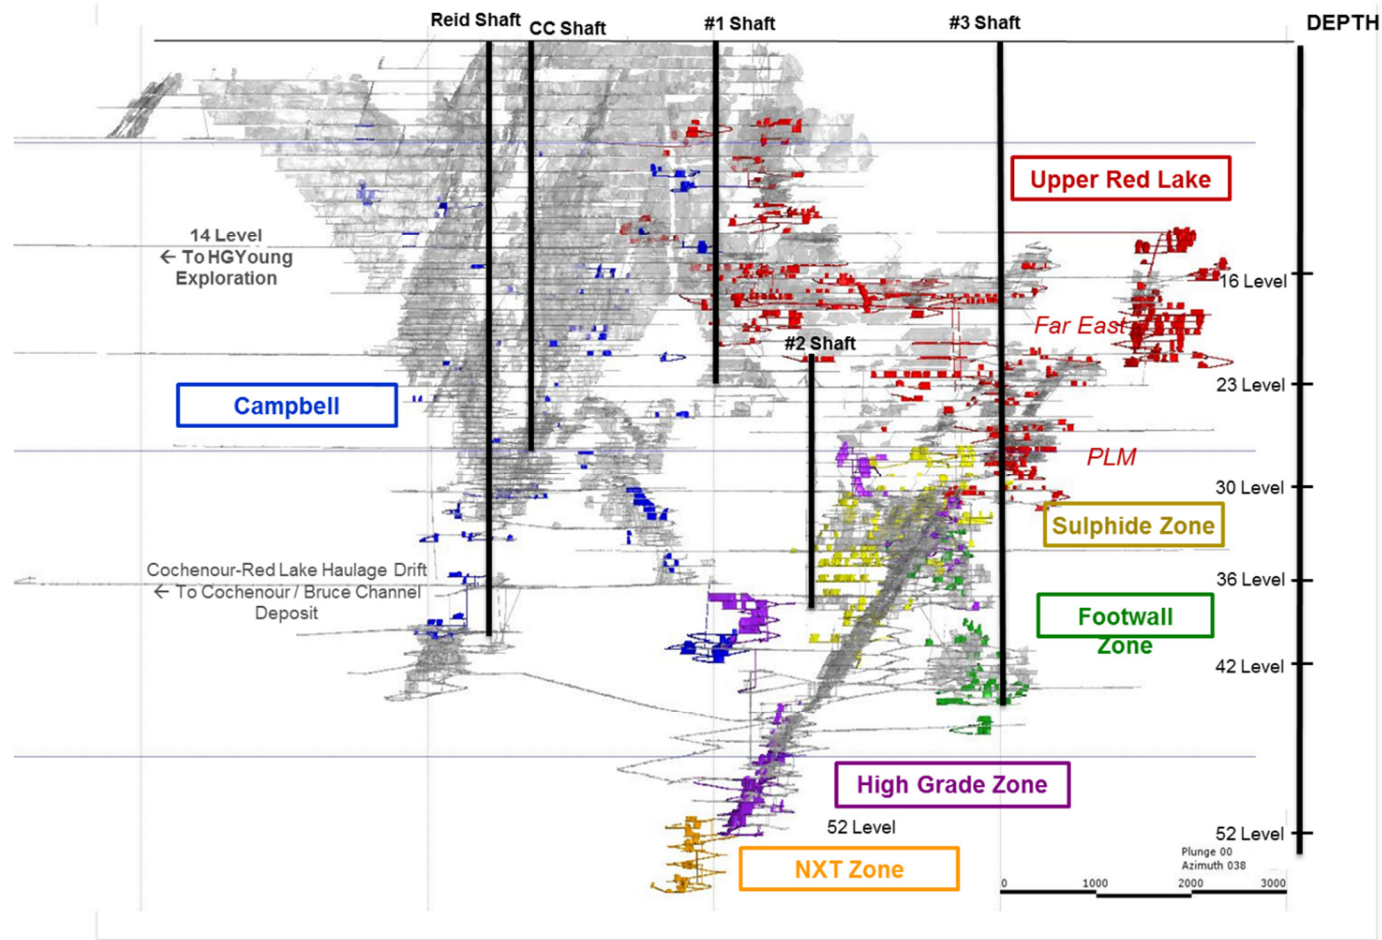 Reid Shaft
CC Shaft
#1 Shaft
#3 Shaft
DEPTH
Upper Red Lake
14 Level
← To HGYoung
Exploration
16 Level
Far East
#2 Shaft
23 Level
Campbell
PLM
30 Level
Sulphide Zone
Cochenour-Red Lake Haulage Drift
← To Cochenour / Bruce Channel
Deposit
36 Level
Footwall
Zone
42 Level
High Grade Zone
52 Level
52 Level
NXT Zone
Plunge 00
Azimuth 038
0 1000 2000 3000